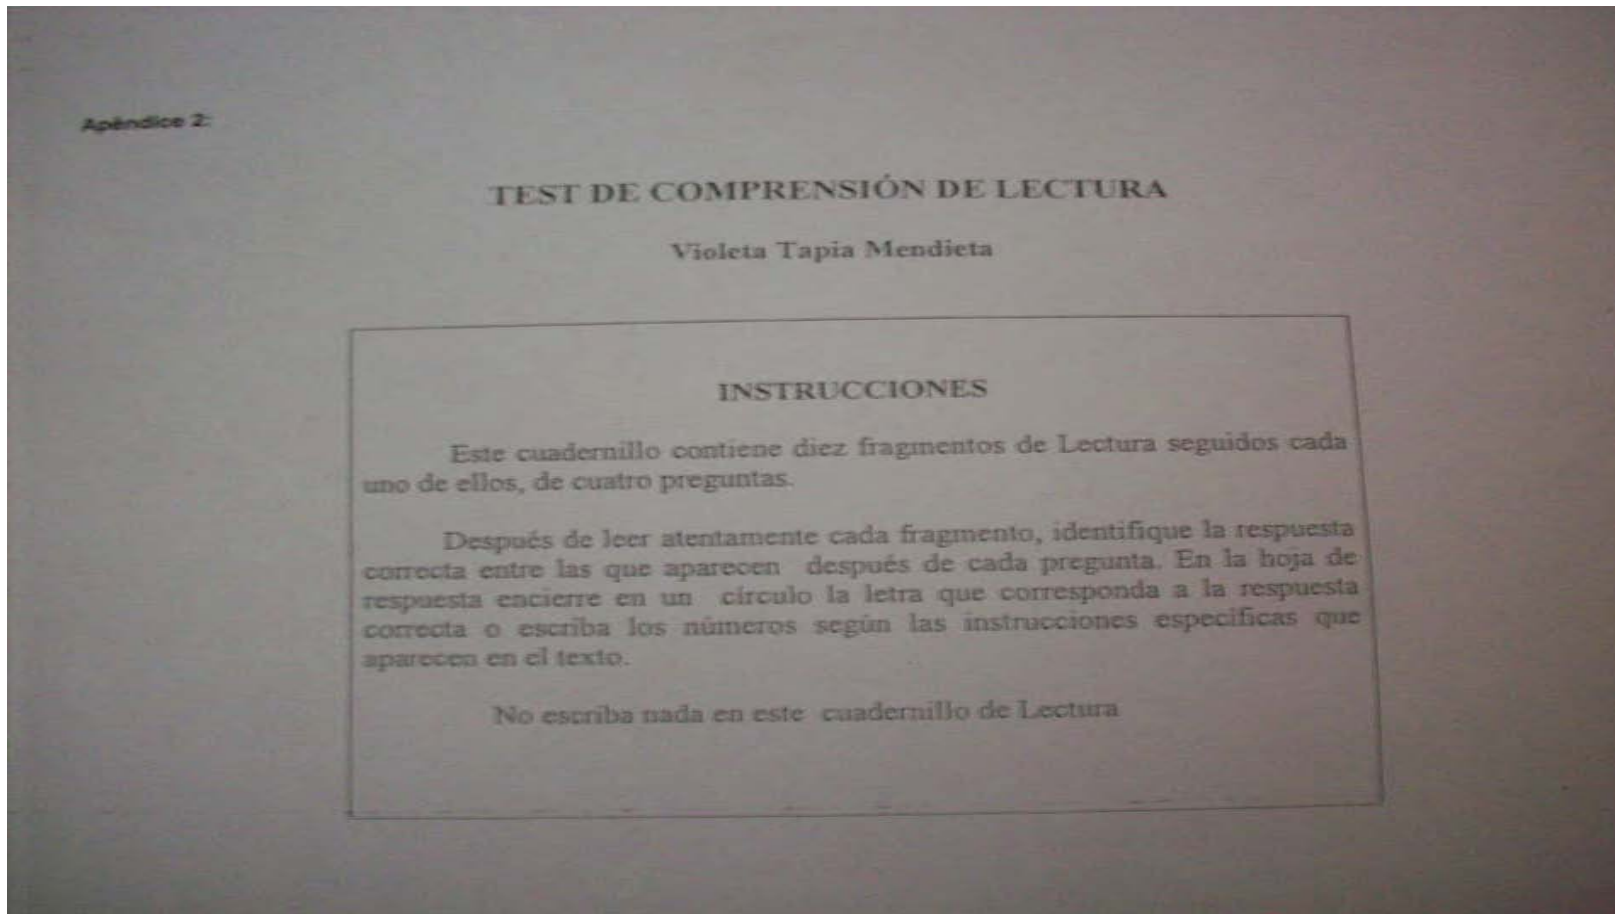 Apéndice 2:
TEST DE COMPRENSIÓN DE LECTURA
Violeta Tapia Mendieta
INSTRUCCIONES
Este cuadernillo contiene diez fragmentos de Lectura seguidos cada
uno de ellos, de cuatro preguntas.
Después de leer atentamente cada fragmento, identifique la respuesta
correcta entre las que aparecen después de cada pregunta. En la hoja de
respuesta encierre en un círculo la letra que corresponda a la respuesta
correcta o escriba los números según las instrucciones específicas que
aparecen en el texto.
No escriba nada en este cuadernillo de Lectura